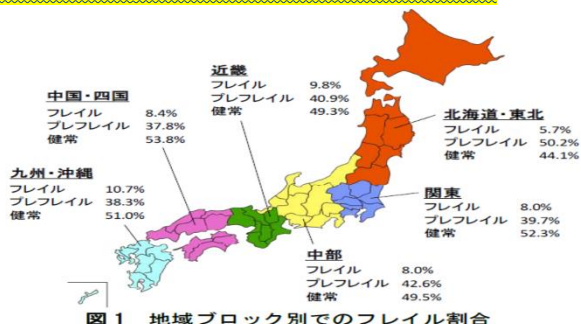 近畿
フレイル 9.8%
プレフレイル 40.9%
健常 49.3%
中国・四国
フレイル 8.4%
プレフレイル 37.8%
健常 53.8%
北海道・東北
フレイル 5.7%
プレフレイル 50.2%
健常 44.1%
九州・沖縄
フレイル 10.7%
プレフレイル 38.3%
健常 51.0%
関東
フレイル 8.0%
プレフレイル 39.7%
健常 52.3%
中部
フレイル 8.0%
プレフレイル 42.6%
健常 49.5%
図1 地域ブロック別でのフレイル割合